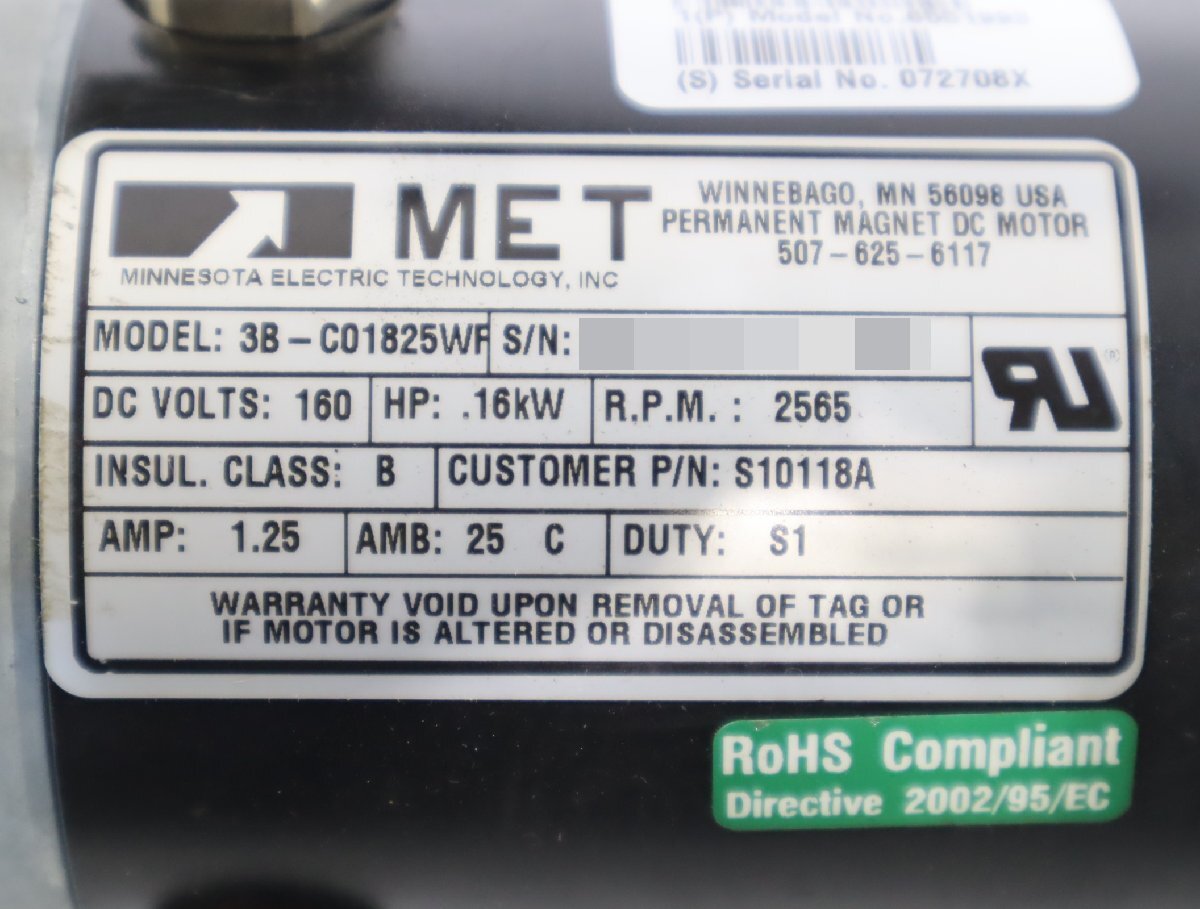 1(P) Model No.
(S) Serial No. 072708X
MET
MINNESOTA ELECTRIC TECHNOLOGY, INC
WINNEBAGO, MN 56098 USA
PERMANENT MAGNET DC MOTOR
507-625-6117
MODEL: 3B-C01825WF S/N:
DC VOLTS: 160 HP: .16kW R.P.M.: 2565
INSUL. CLASS: B CUSTOMER P/N: S10118A
AMP: 1.25 AMB: 25 C DUTY: S1
WARRANTY VOID UPON REMOVAL OF TAG OR
IF MOTOR IS ALTERED OR DISASSEMBLED
RoHS Compliant
Directive 2002/95/EC